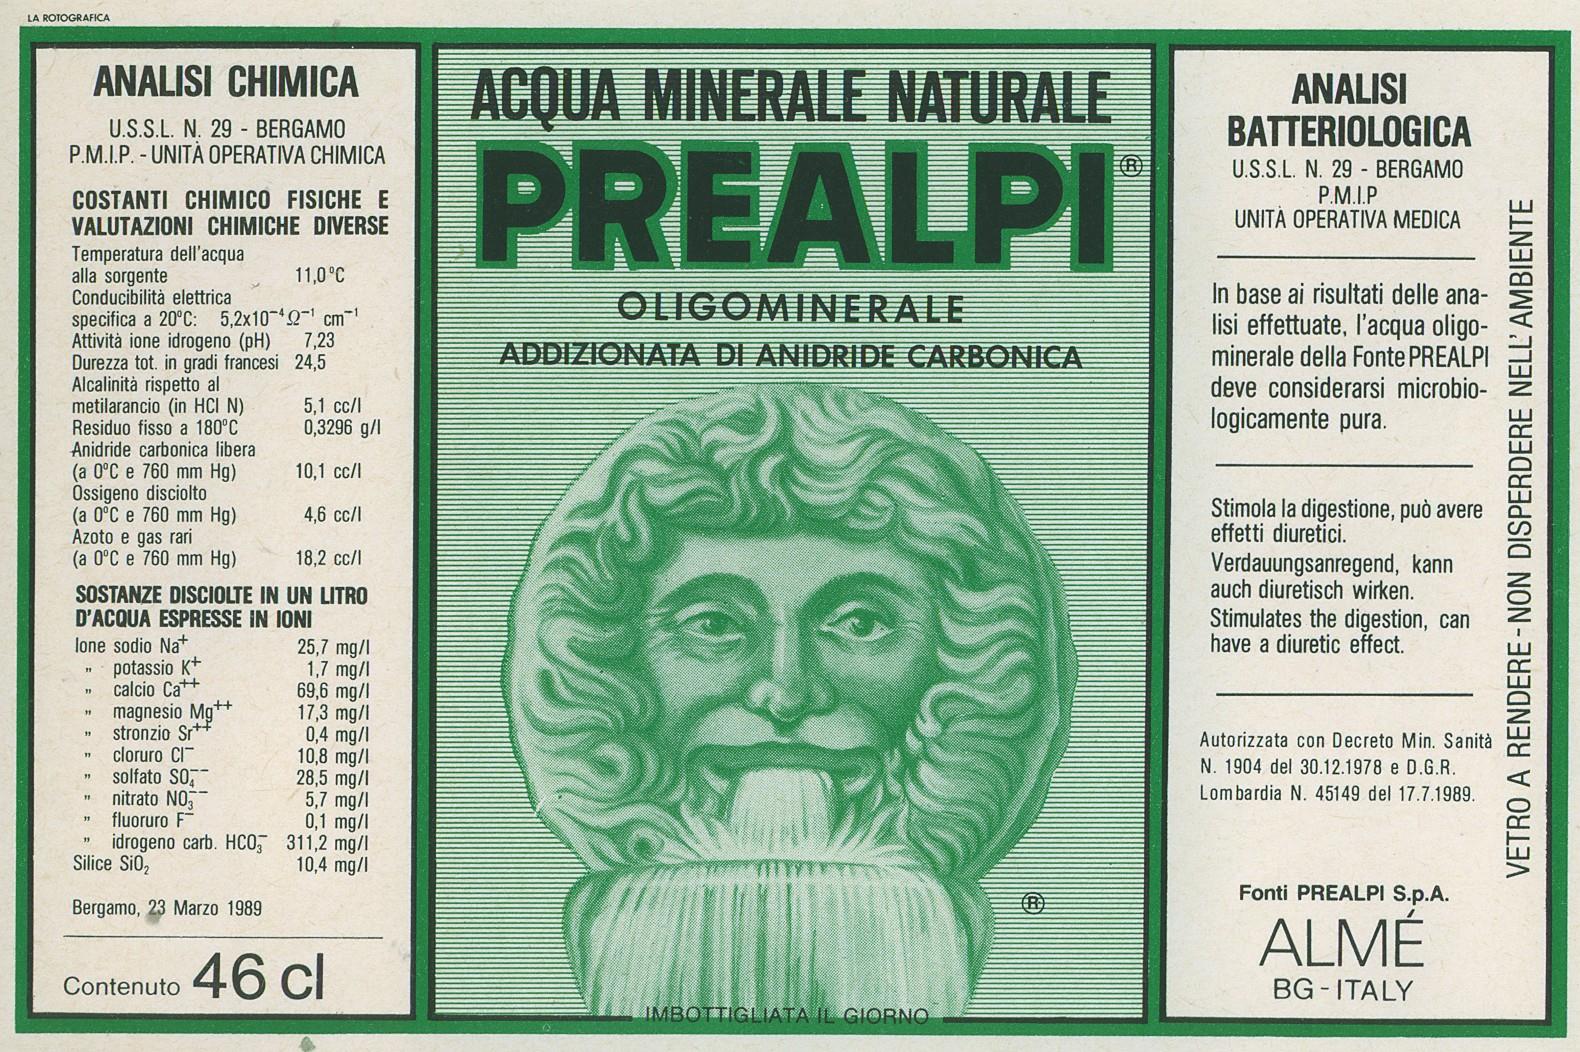 LA ROTOGRAFICA
ANALISI CHIMICA
U.S.S.L. N. 29 - BERGAMO
P.M.I.P. - UNITÀ OPERATIVA CHIMICA
COSTANTI CHIMICO FISICHE E
VALUTAZIONI CHIMICHE DIVERSE
Temperatura dell'acqua
alla sorgente 11,0°C
Conducibilità elettrica
specifica a 20°C: 5,2x10⁻⁴Ω⁻¹ cm⁻¹
Attività ione idrogeno (pH) 7,23
Durezza tot. in gradi francesi 24,5
Alcalinità rispetto al
metilarancio (in HCl N) 5,1 cc/l
Residuo fisso a 180°C 0,3296 g/l
Anidride carbonica libera
(a 0°C e 760 mm Hg) 10,1 cc/l
Ossigeno disciolto
(a 0°C e 760 mm Hg) 4,6 cc/l
Azoto e gas rari
(a 0°C e 760 mm Hg) 18,2 cc/l
SOSTANZE DISCIOLTE IN UN LITRO
D'ACQUA ESPRESSE IN IONI
Ione sodio Na⁺ 25,7 mg/l
" potassio K⁺ 1,7 mg/l
" calcio Ca⁺⁺ 69,6 mg/l
" magnesio Mg⁺⁺ 17,3 mg/l
" stronzio Sr⁺⁺ 0,4 mg/l
" cloruro Cl⁻ 10,8 mg/l
" solfato SO₄⁻⁻ 28,5 mg/l
" nitrato NO₃⁻⁻ 5,7 mg/l
" fluoruro F⁻ 0,1 mg/l
" idrogeno carb. HCO₃⁻ 311,2 mg/l
Silice SiO₂ 10,4 mg/l
Bergamo, 23 Marzo 1989
Contenuto 46 cl
ACQUA MINERALE NATURALE
PREALPI®
OLIGOMINERALE
ADDIZIONATA DI ANIDRIDE CARBONICA
®
IMBOTTIGLIATA IL GIORNO
ANALISI
BATTERIOLOGICA
U.S.S.L. N. 29 - BERGAMO
P.M.I.P
UNITÀ OPERATIVA MEDICA
In base ai risultati delle ana-
lisi effettuate, l'acqua oligo-
minerale della Fonte PREALPI
deve considerarsi microbio-
logicamente pura.
Stimola la digestione, può avere
effetti diuretici.
Verdauungsanregend, kann
auch diuretisch wirken.
Stimulates the digestion, can
have a diuretic effect.
Autorizzata con Decreto Min. Sanità
N. 1904 del 30.12.1978 e D.G.R.
Lombardia N. 45149 del 17.7.1989.
Fonti PREALPI S.p.A.
ALMÉ
BG - ITALY
VETRO A RENDERE - NON DISPERDERE NELL'AMBIENTE